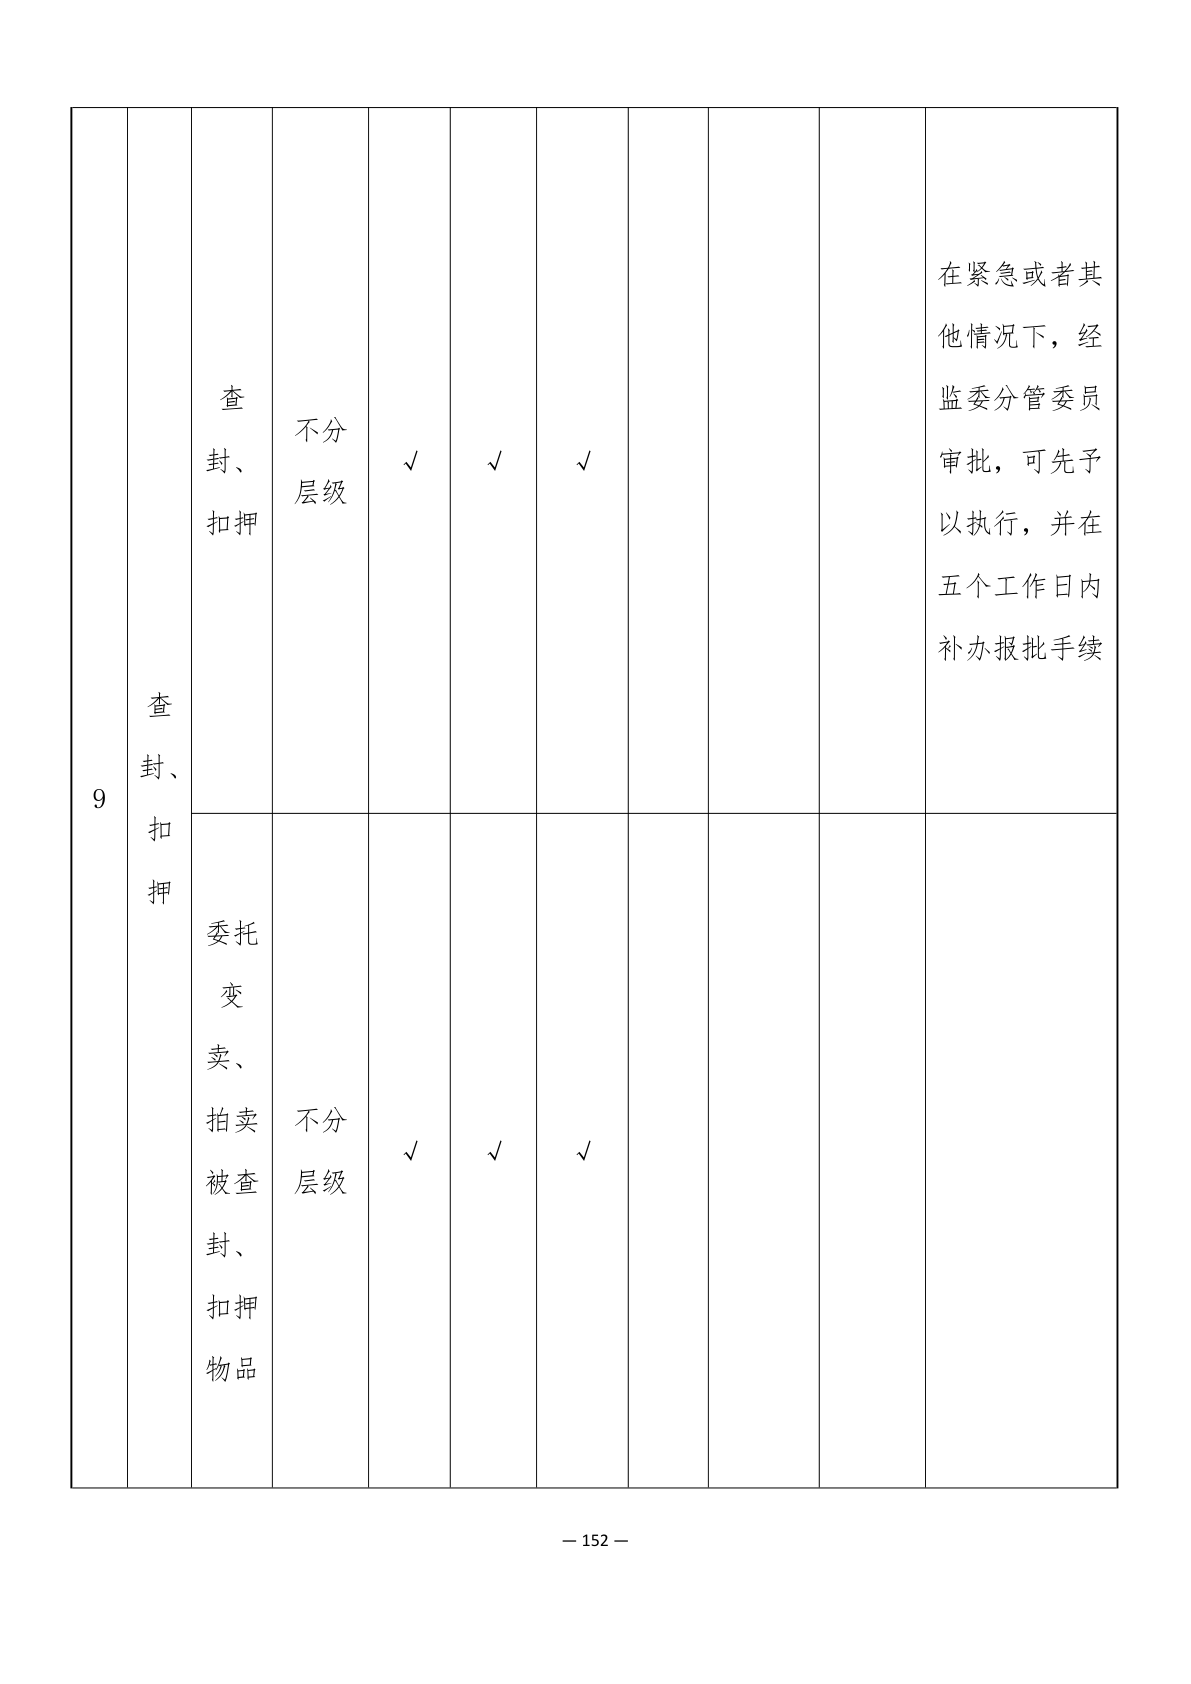 9
查
封、
扣
押
查
封、
扣押
不分
层级
√
√
√
在紧急或者其
他情况下，经
监委分管委员
审批，可先予
以执行，并在
五个工作日内
补办报批手续
委托
变
卖、
拍卖
被查
封、
扣押
物品
不分
层级
√
√
√
— 152 —